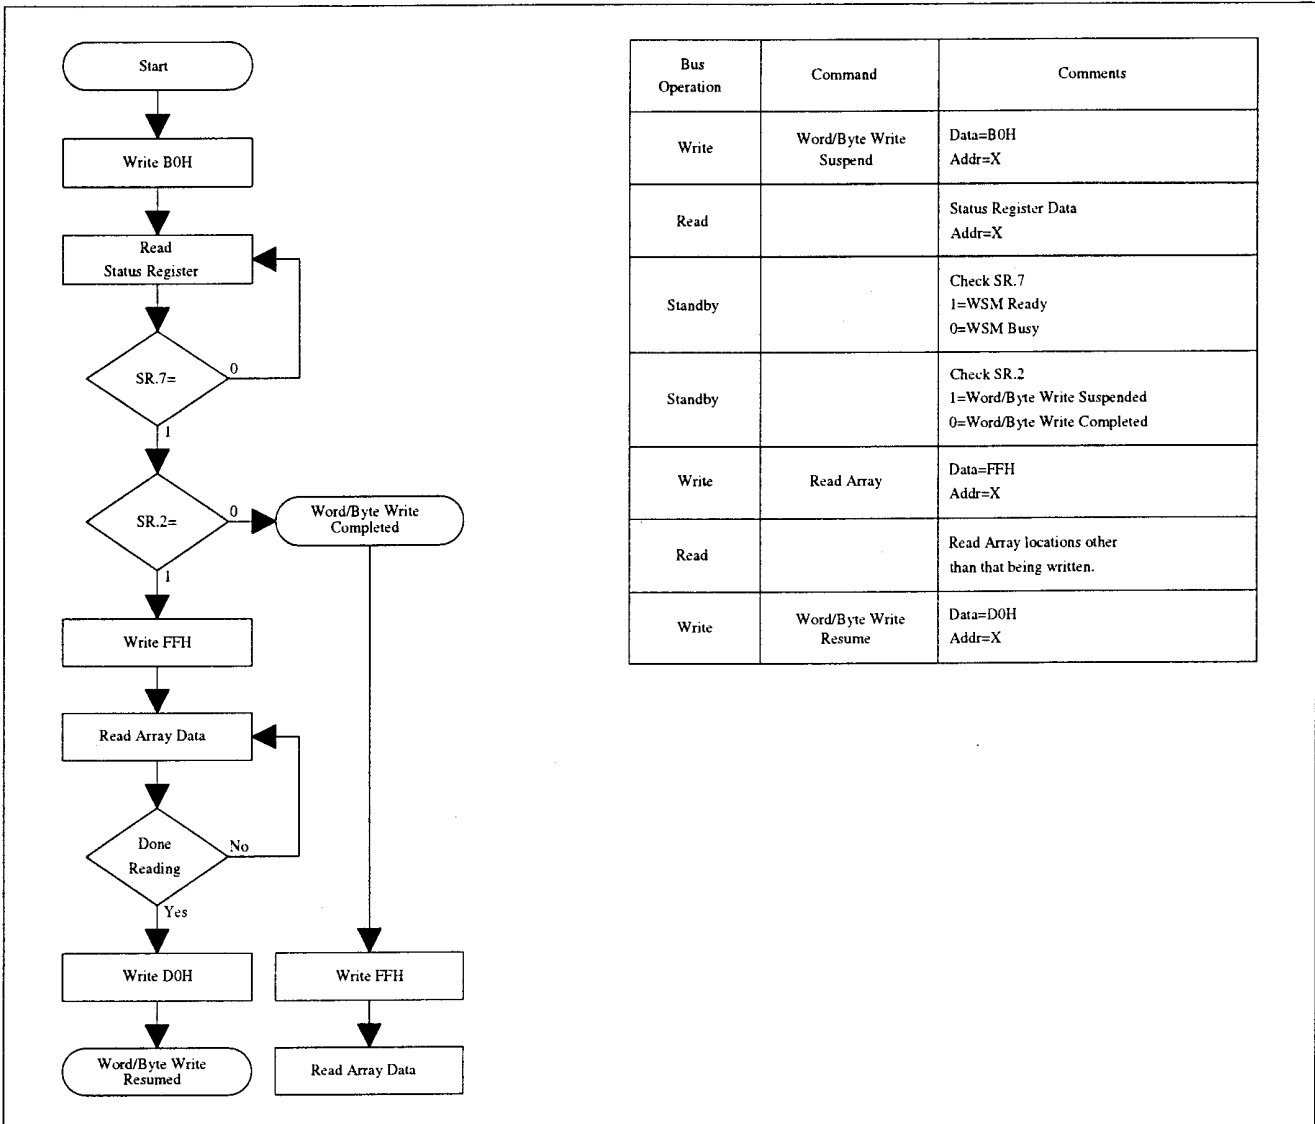 Start
Write B0H
Read
Status Register
SR.7=
0
1
SR.2=
0
Word/Byte Write
Completed
1
Write FFH
Read Array Data
Done
Reading
No
Yes
Write D0H
Write FFH
Word/Byte Write
Resumed
Read Array Data
Bus
Operation
Command
Comments
Write
Word/Byte Write
Suspend
Data=B0H
Addr=X
Read
Status Register Data
Addr=X
Standby
Check SR.7
1=WSM Ready
0=WSM Busy
Standby
Check SR.2
1=Word/Byte Write Suspended
0=Word/Byte Write Completed
Write
Read Array
Data=FFH
Addr=X
Read
Read Array locations other
than that being written.
Write
Word/Byte Write
Resume
Data=D0H
Addr=X